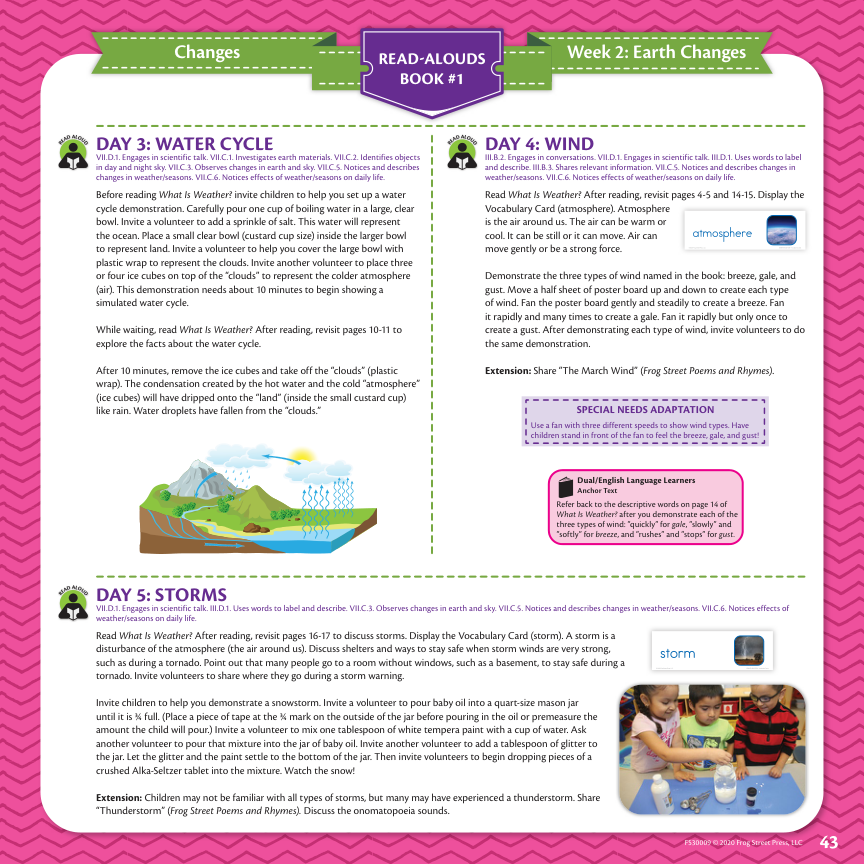 Changes
READ-ALOUDS
BOOK #1
Week 2: Earth Changes
READ ALOUD
DAY 3: WATER CYCLE
VII.D.1. Engages in scientific talk. VII.C.1. Investigates earth materials. VII.C.2. Identifies objects
in day and night sky. VII.C.3. Observes changes in earth and sky. VII.C.5. Notices and describes
changes in weather/seasons. VII.C.6. Notices effects of weather/seasons on daily life.
Before reading What Is Weather? invite children to help you set up a water
cycle demonstration. Carefully pour one cup of boiling water in a large, clear
bowl. Invite a volunteer to add a sprinkle of salt. This water will represent
the ocean. Place a small clear bowl (custard cup size) inside the larger bowl
to represent land. Invite a volunteer to help you cover the large bowl with
plastic wrap to represent the clouds. Invite another volunteer to place three
or four ice cubes on top of the “clouds” to represent the colder atmosphere
(air). This demonstration needs about 10 minutes to begin showing a
simulated water cycle.
While waiting, read What Is Weather? After reading, revisit pages 10-11 to
explore the facts about the water cycle.
After 10 minutes, remove the ice cubes and take off the “clouds” (plastic
wrap). The condensation created by the hot water and the cold “atmosphere”
(ice cubes) will have dripped onto the “land” (inside the small custard cup)
like rain. Water droplets have fallen from the “clouds.”
READ ALOUD
DAY 4: WIND
III.B.2. Engages in conversations. VII.D.1. Engages in scientific talk. III.D.1. Uses words to label
and describe. III.B.3. Shares relevant information. VII.C.5. Notices and describes changes in
weather/seasons. VII.C.6. Notices effects of weather/seasons on daily life.
Read What Is Weather? After reading, revisit pages 4-5 and 14-15. Display the
Vocabulary Card (atmosphere). Atmosphere
is the air around us. The air can be warm or
cool. It can be still or it can move. Air can
move gently or be a strong force.
atmosphere
Demonstrate the three types of wind named in the book: breeze, gale, and
gust. Move a half sheet of poster board up and down to create each type
of wind. Fan the poster board gently and steadily to create a breeze. Fan
it rapidly and many times to create a gale. Fan it rapidly but only once to
create a gust. After demonstrating each type of wind, invite volunteers to do
the same demonstration.
Extension: Share “The March Wind” (Frog Street Poems and Rhymes).
SPECIAL NEEDS ADAPTATION
Use a fan with three different speeds to show wind types. Have
children stand in front of the fan to feel the breeze, gale, and gust!
Dual/English Language Learners
Anchor Text
Refer back to the descriptive words on page 14 of
What Is Weather? after you demonstrate each of the
three types of wind: “quickly” for gale, “slowly” and
“softly” for breeze, and “rushes” and “stops” for gust.
READ ALOUD
DAY 5: STORMS
VII.D.1. Engages in scientific talk. III.D.1. Uses words to label and describe. VII.C.3. Observes changes in earth and sky. VII.C.5. Notices and describes changes in weather/seasons. VII.C.6. Notices effects of
weather/seasons on daily life.
Read What Is Weather? After reading, revisit pages 16-17 to discuss storms. Display the Vocabulary Card (storm). A storm is a
disturbance of the atmosphere (the air around us). Discuss shelters and ways to stay safe when storm winds are very strong,
such as during a tornado. Point out that many people go to a room without windows, such as a basement, to stay safe during a
tornado. Invite volunteers to share where they go during a storm warning.
storm
Invite children to help you demonstrate a snowstorm. Invite a volunteer to pour baby oil into a quart-size mason jar
until it is ¾ full. (Place a piece of tape at the ¾ mark on the outside of the jar before pouring in the oil or premeasure the
amount the child will pour.) Invite a volunteer to mix one tablespoon of white tempera paint with a cup of water. Ask
another volunteer to pour that mixture into the jar of baby oil. Invite another volunteer to add a tablespoon of glitter to
the jar. Let the glitter and the paint settle to the bottom of the jar. Then invite volunteers to begin dropping pieces of a
crushed Alka-Seltzer tablet into the mixture. Watch the snow!
Extension: Children may not be familiar with all types of storms, but many may have experienced a thunderstorm. Share
“Thunderstorm” (Frog Street Poems and Rhymes). Discuss the onomatopoeia sounds.
FS30009 © 2020 Frog Street Press, LLC
43